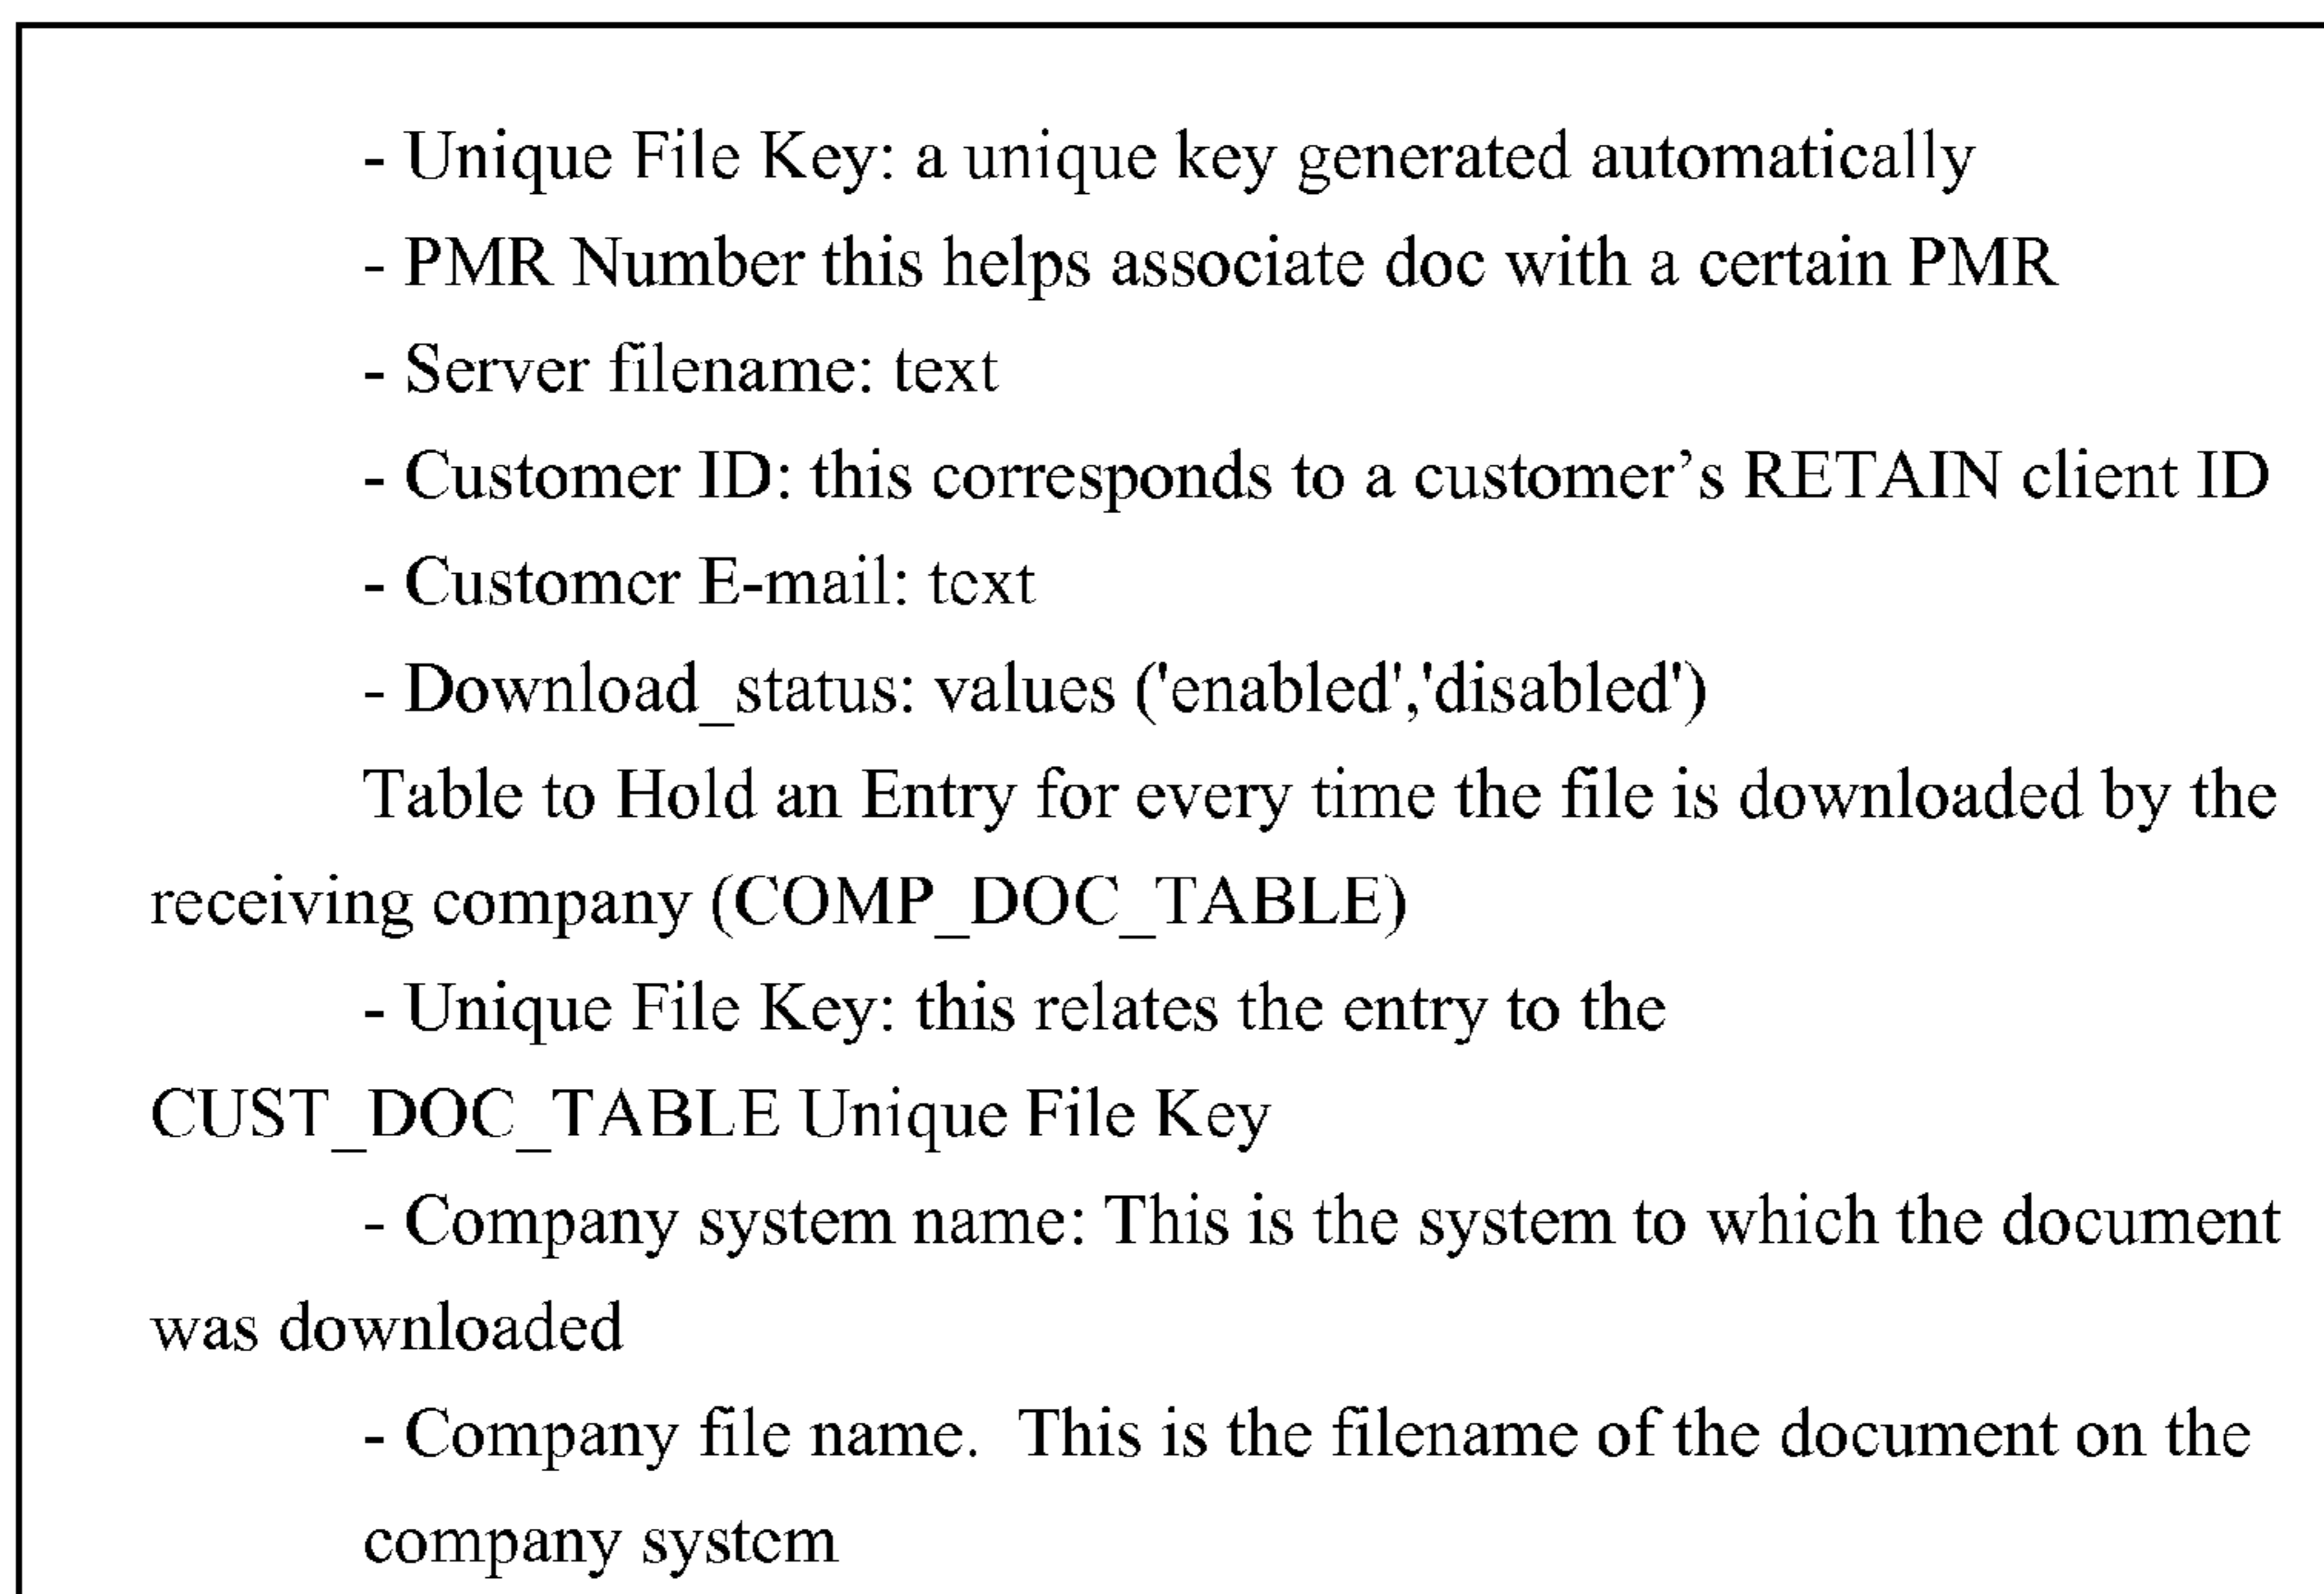 - Unique File Key: a unique key generated automatically
- PMR Number this helps associate doc with a certain PMR
- Server filename: text
- Customer ID: this corresponds to a customer’s RETAIN client ID
- Customer E-mail: text
- Download_status: values ('enabled','disabled')
Table to Hold an Entry for every time the file is downloaded by the
receiving company (COMP_DOC_TABLE)
- Unique File Key: this relates the entry to the
CUST_DOC_TABLE Unique File Key
- Company system name: This is the system to which the document
was downloaded
- Company file name.  This is the filename of the document on the
company system